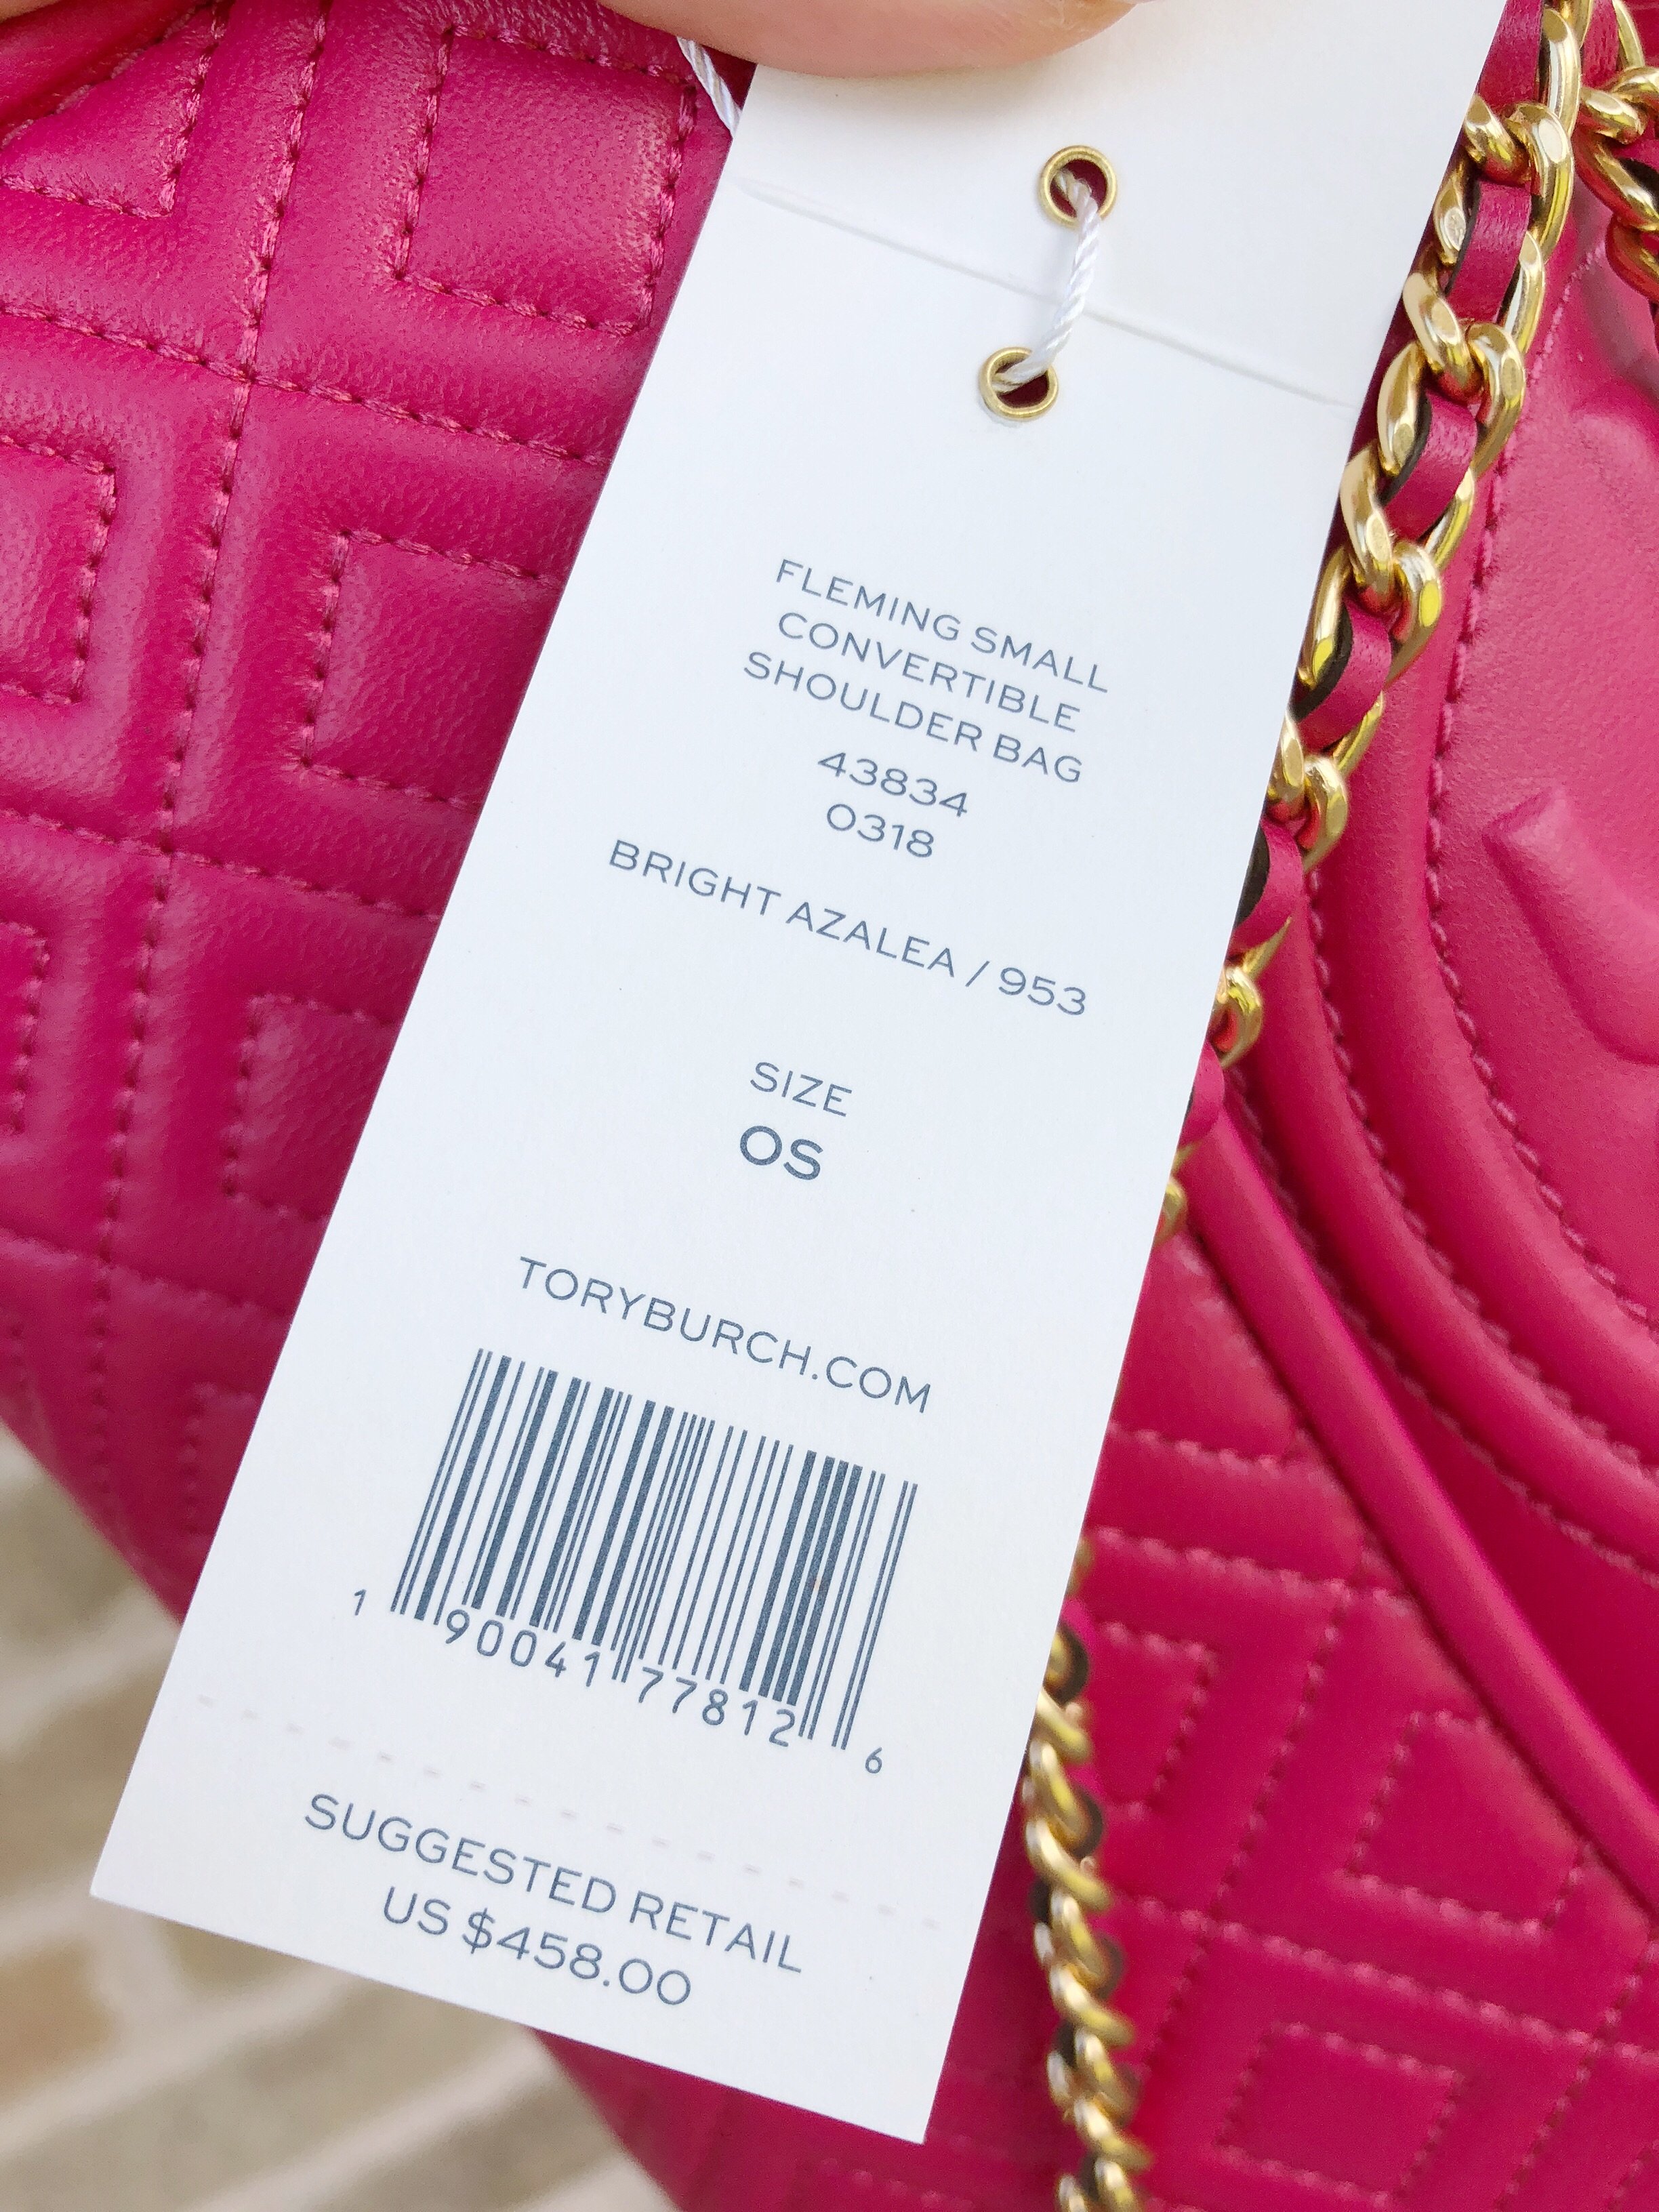 FLEMING SMALL
CONVERTIBLE
SHOULDER BAG
43834
0318
BRIGHT AZALEA / 953
SIZE
OS
TORYBURCH.COM
1 90041 77812 6
SUGGESTED RETAIL
US $458.00